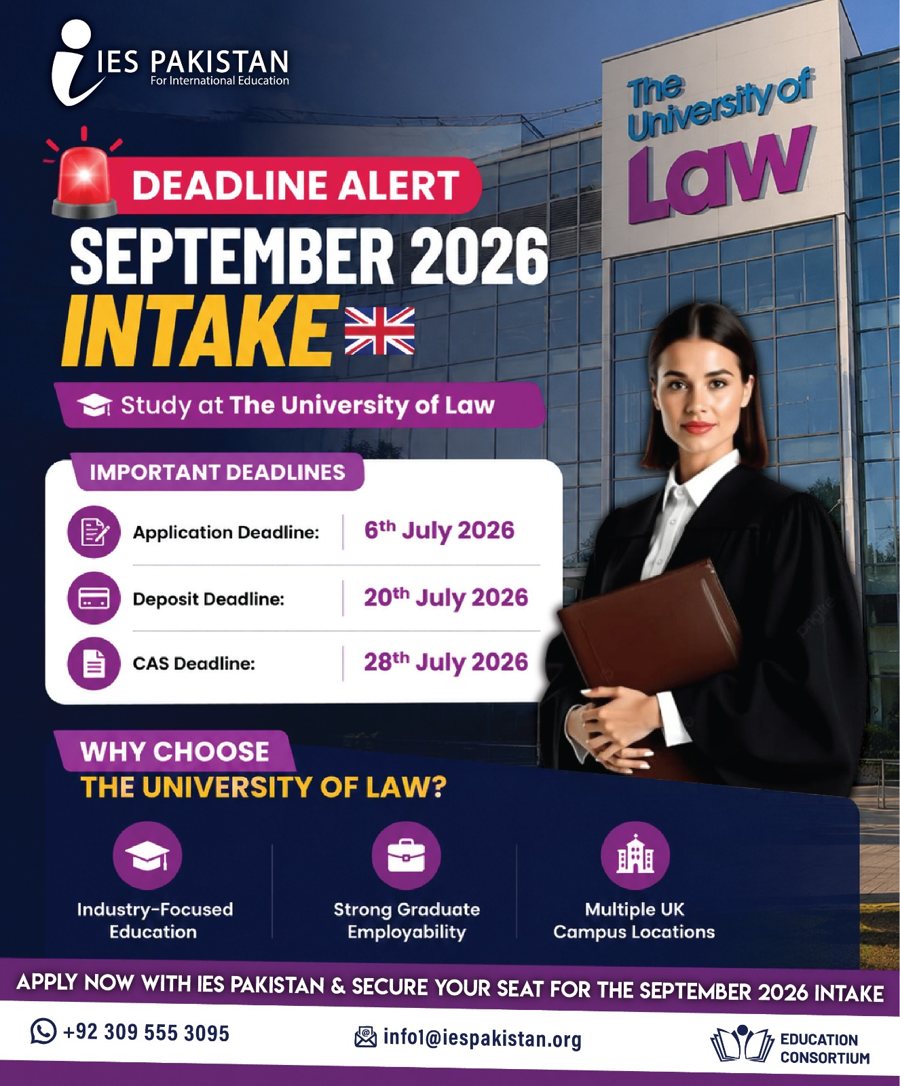 IES PAKISTAN
For International Education
The
University of
Law
DEADLINE ALERT
SEPTEMBER 2026
INTAKE
Study at The University of Law
IMPORTANT DEADLINES
Application Deadline: 6th July 2026
Deposit Deadline: 20th July 2026
CAS Deadline: 28th July 2026
WHY CHOOSE
THE UNIVERSITY OF LAW?
Industry-Focused
Education
Strong Graduate
Employability
Multiple UK
Campus Locations
APPLY NOW WITH IES PAKISTAN & SECURE YOUR SEAT FOR THE SEPTEMBER 2026 INTAKE
+92 309 555 3095
info1@iespakistan.org
EDUCATION
CONSORTIUM